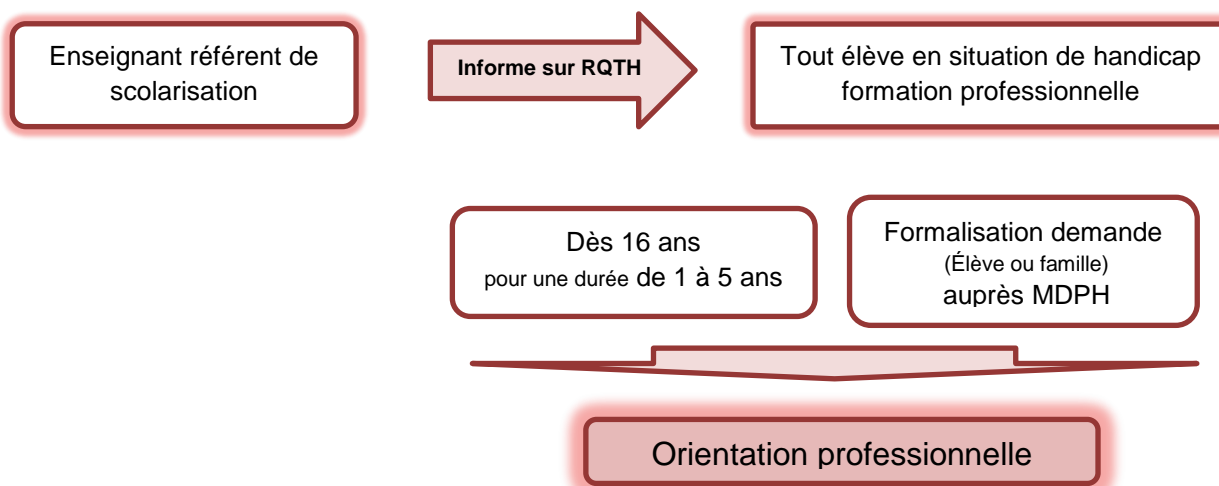 Enseignant référent de
scolarisation
Informe sur RQTH
Tout élève en situation de handicap
formation professionnelle
Dès 16 ans
pour une durée de 1 à 5 ans
Formalisation demande
(Élève ou famille)
auprès MDPH
Orientation professionnelle